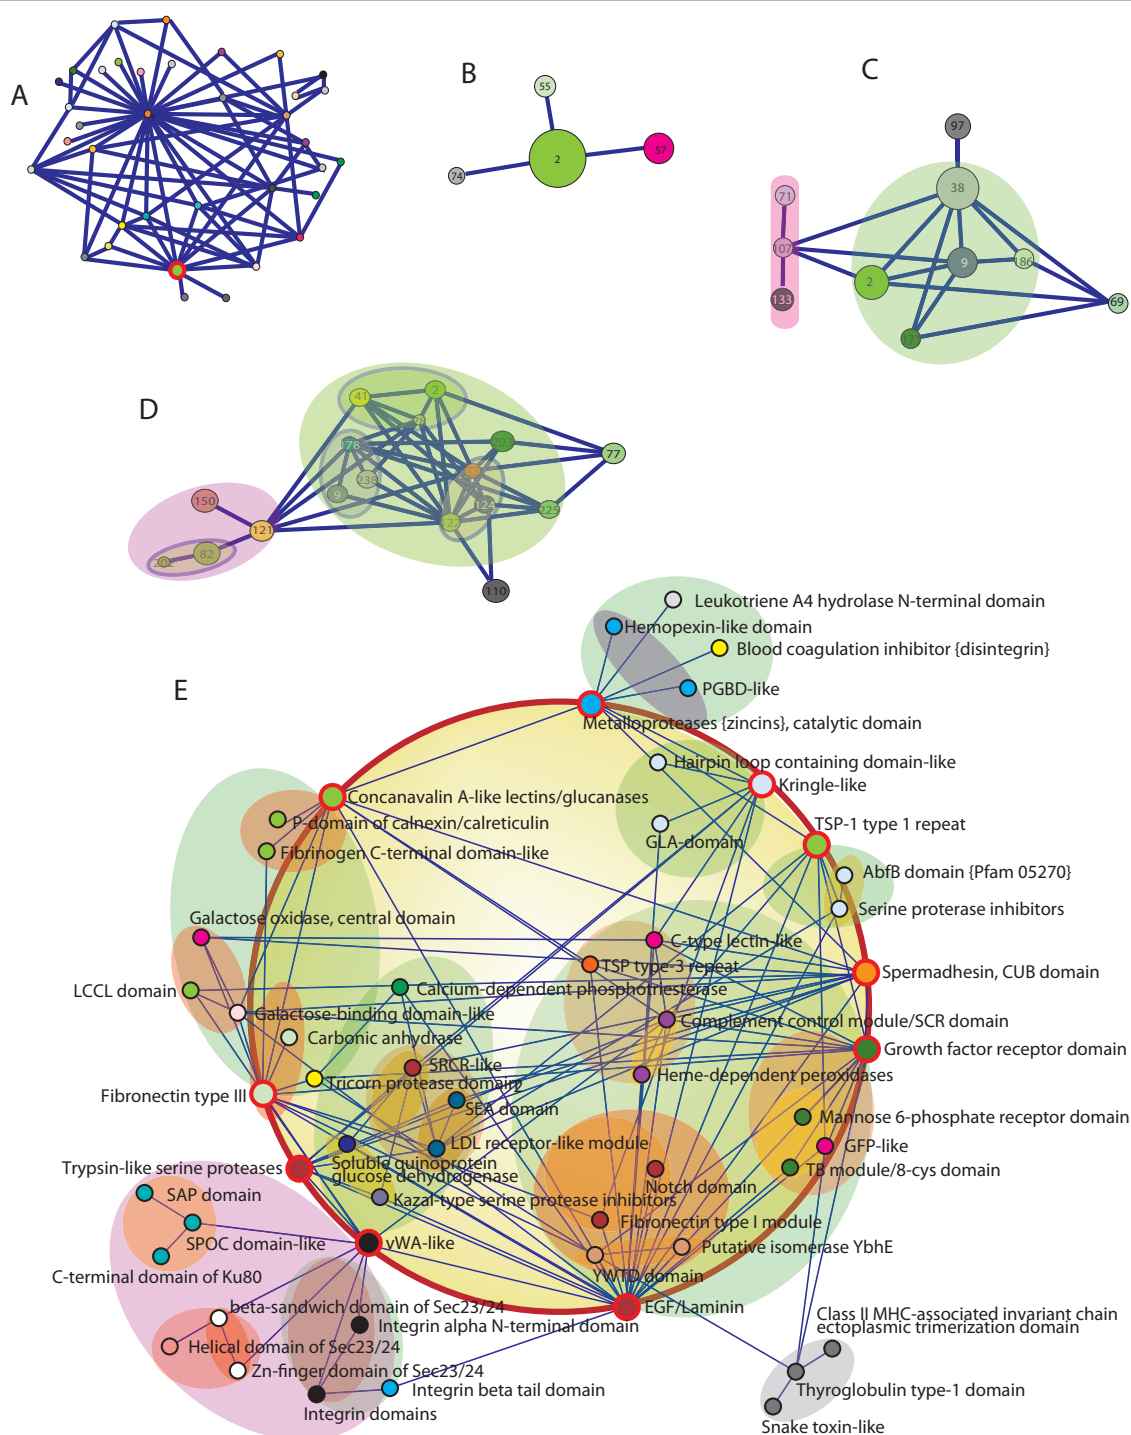 A
B
C
55
2
57
74
97
38
71
107
9
186
2
133
69
D
41
2
178
77
238
9
150
124
225
121
122
82
202
110
E
Leukotriene A4 hydrolase N-terminal domain
Hemopexin-like domain
Blood coagulation inhibitor {disintegrin}
PGBD-like
Metalloproteases {zincins}, catalytic domain
Hairpin loop containing domain-like
Kringle-like
Concanavalin A-like lectins/glucanases
P-domain of calnexin/calreticulin
TSP-1 type 1 repeat
GLA-domain
Fibrinogen C-terminal domain-like
AbfB domain {Pfam 05270}
Serine proterase inhibitors
Galactose oxidase, central domain
C-type lectin-like
TSP type-3 repeat
Spermadhesin, CUB domain
LCCL domain
Calcium-dependent phosphotriesterase
Galactose-binding domain-like
Complement control module/SCR domain
Carbonic anhydrase
Growth factor receptor domain
SRCR-like
Heme-dependent peroxidases
Tricorn protease domain2
Fibronectin type III
SEA domain
Mannose 6-phosphate receptor domain
LDL receptor-like module
GFP-like
Trypsin-like serine proteases
Soluble quinoprotein
glucose dehydrogenase
TB module/8-cys domain
Notch domain
SAP domain
Kazal-type serine protease inhibitors
Fibronectin type I module
SPOC domain-like
vWA-like
Putative isomerase YbhE
C-terminal domain of Ku80
YWTD domain
beta-sandwich domain of Sec23/24
EGF/Laminin
Class II MHC-associated invariant chain
ectoplasmic trimerization domain
Integrin alpha N-terminal domain
Helical domain of Sec23/24
Zn-finger domain of Sec23/24
Integrin beta tail domain
Thyroglobulin type-1 domain
Integrin domains
Snake toxin-like